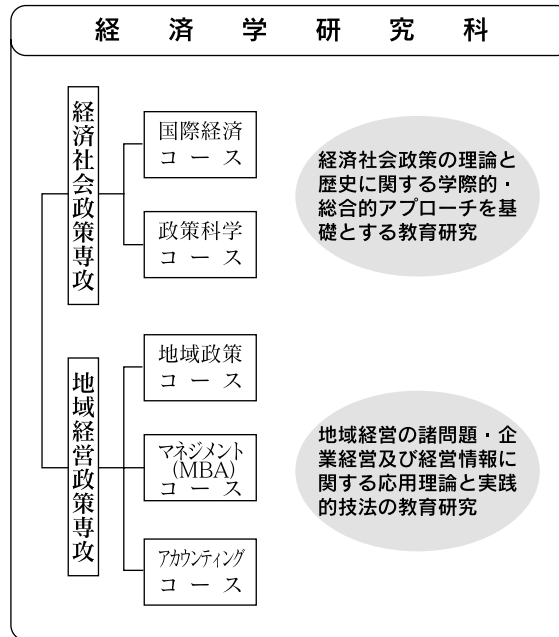 経済学研究科
経済社会政策専攻
国際経済
コース
政策科学
コース
経済社会政策の理論と
歴史に関する学際的・
総合的アプローチを基
礎とする教育研究
地域経営政策専攻
地域政策
コース
マネジメント
(MBA)
コース
アカウンティング
コース
地域経営の諸問題・企
業経営及び経営情報に
関する応用理論と実践
的技法の教育研究